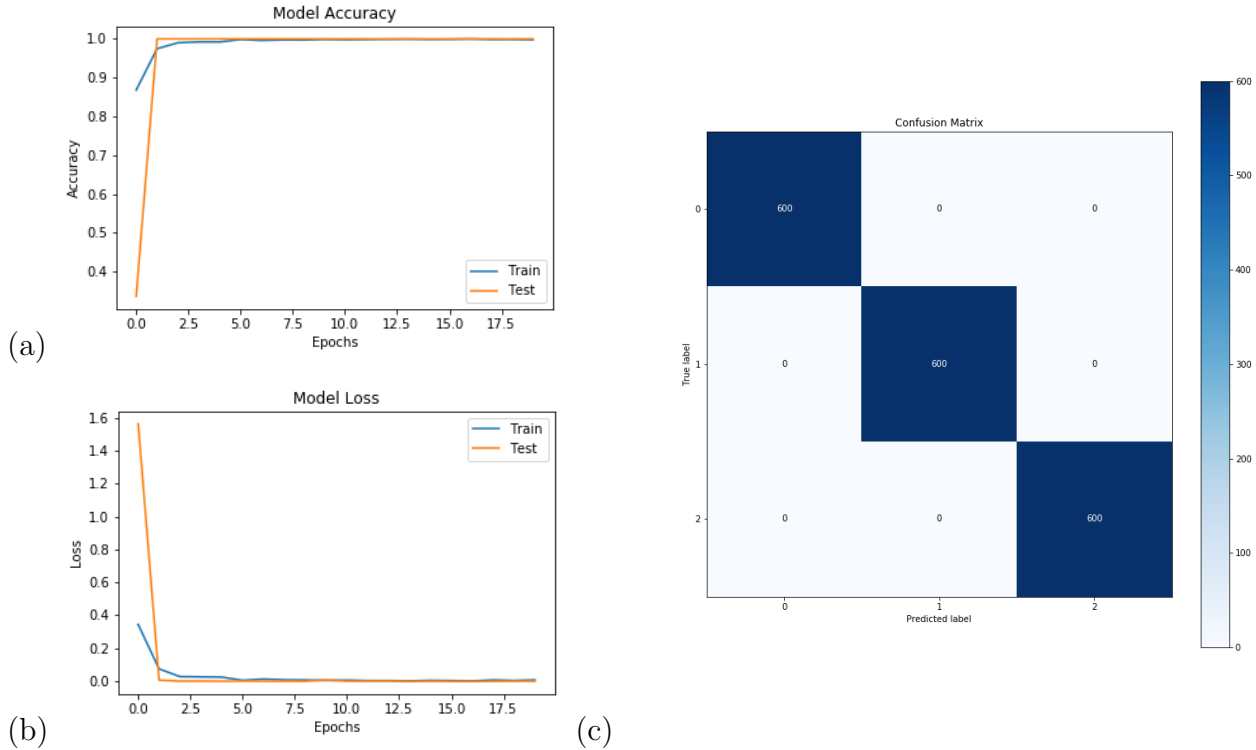 Model Accuracy
1.0
0.9
0.8
0.7
0.6
0.5
0.4
Accuracy
Train
Test
0.0 2.5 5.0 7.5 10.0 12.5 15.0 17.5
Epochs
(a)
Model Loss
1.6
1.4
1.2
1.0
0.8
0.6
0.4
0.2
0.0
Loss
Train
Test
0.0 2.5 5.0 7.5 10.0 12.5 15.0 17.5
Epochs
(b)
Confusion Matrix
0 600 0 0
1 0 600 0
2 0 0 600
True label
0 1 2
Predicted label
600
500
400
300
200
100
0
(c)